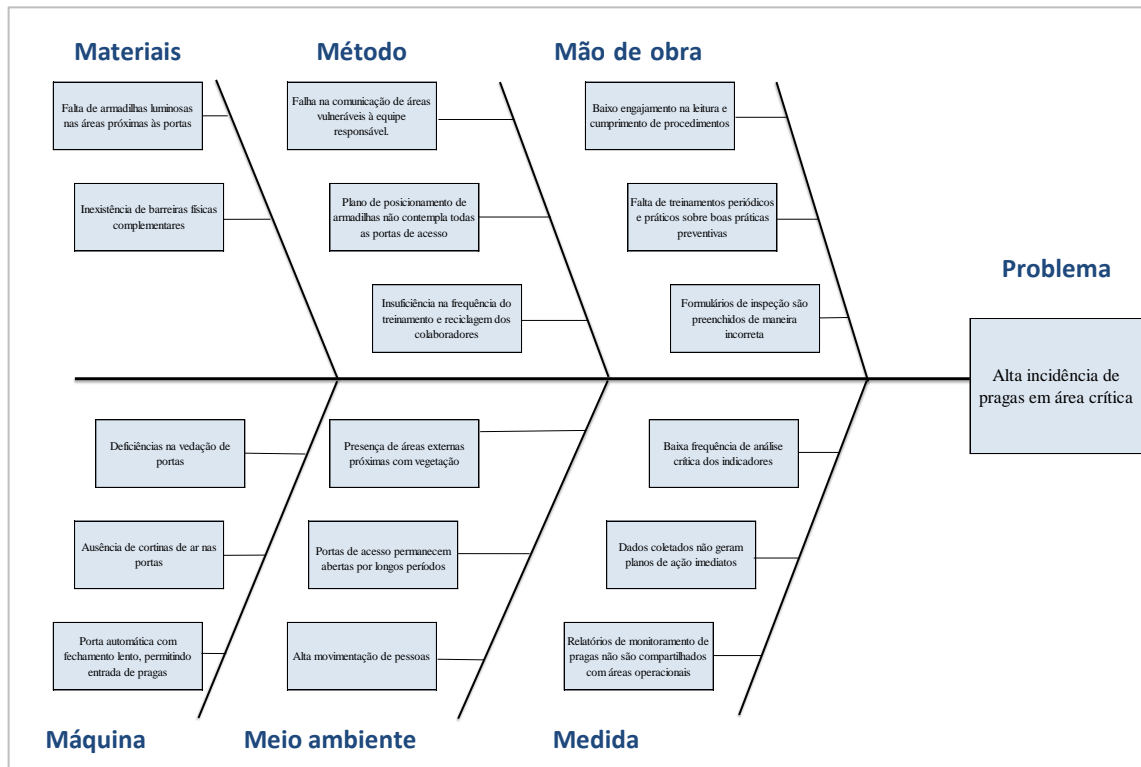 Materiais
Falta de armadilhas luminosas
nas áreas próximas às portas
Inexistência de barreiras físicas
complementares
Método
Falha na comunicação de áreas
vulneráveis à equipe
responsável.
Plano de posicionamento de
armadilhas não contempla todas
as portas de acesso
Insuficiência na frequência do
treinamento e reciclagem dos
colaboradores
Mão de obra
Baixo engajamento na leitura e
cumprimento de procedimentos
Falta de treinamentos periódicos
e práticos sobre boas práticas
preventivas
Formulários de inspeção são
preenchidos de maneira
incorreta
Problema
Alta incidência de
pragas em área crítica
Deficiências na vedação de
portas
Ausência de cortinas de ar nas
portas
Porta automática com
fechamento lento, permitindo
entrada de pragas
Máquina
Presença de áreas externas
próximas com vegetação
Portas de acesso permanecem
abertas por longos períodos
Alta movimentação de pessoas
Meio ambiente
Baixa frequência de análise
crítica dos indicadores
Dados coletados não geram
planos de ação imediatos
Relatórios de monitoramento de
pragas não são compartilhados
com áreas operacionais
Medida